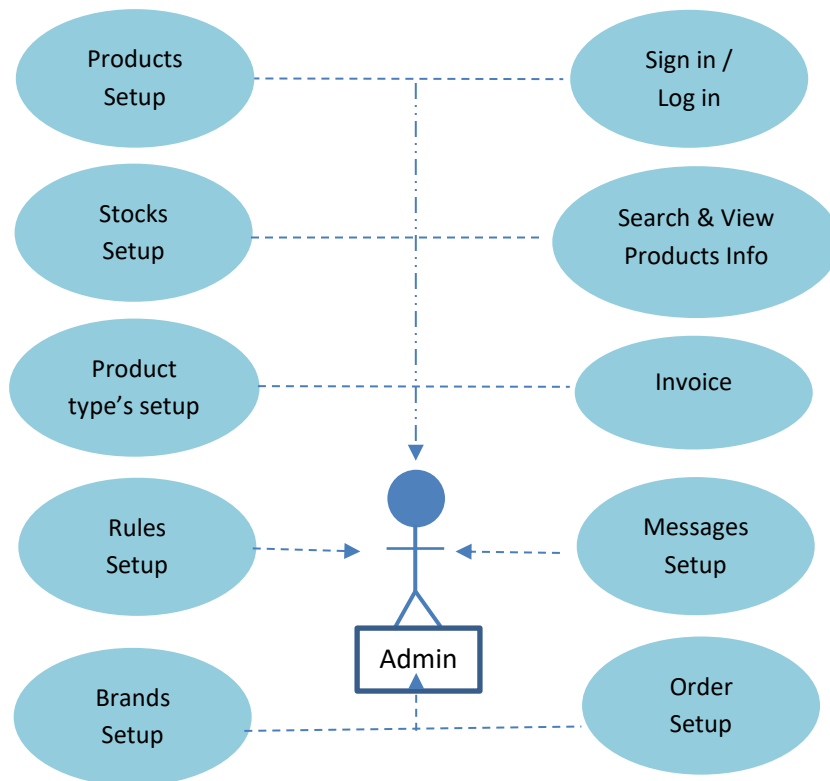 Products
Setup
Sign in /
Log in
Stocks
Setup
Search & View
Products Info
Product
type’s setup
Invoice
Rules
Setup
Messages
Setup
Admin
Brands
Setup
Order
Setup